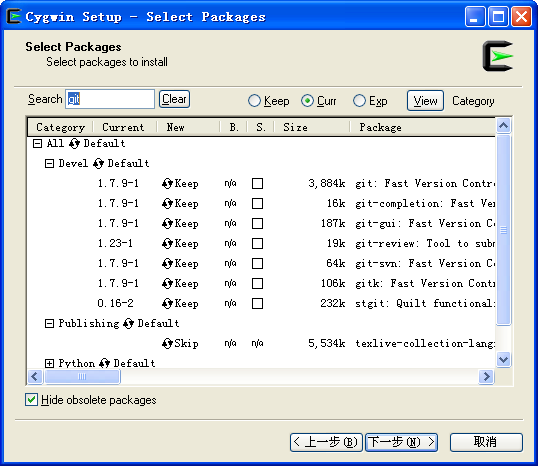 Cygwin Setup - Select Packages
Select Packages
Select packages to install
Search git Clear Keep Curr Exp View Category
Category Current New B. S. Size Package
All Default
Devel Default
1.7.9-1 Keep n/a 3,884k git: Fast Version Contr
1.7.9-1 Keep n/a 16k git-completion: Fast Ve
1.7.9-1 Keep n/a 187k git-gui: Fast Version Co
1.23-1 Keep n/a 19k git-review: Tool to sub
1.7.9-1 Keep n/a 64k git-svn: Fast Version C
1.7.9-1 Keep n/a 106k gitk: Fast Version Cont
0.16-2 Keep n/a 232k stgit: Quilt functional
Publishing Default
Skip n/a n/a 5,534k texlive-collection-lang
Python Default
Hide obsolete packages
< 上一步(B) 下一步(N) > 取消